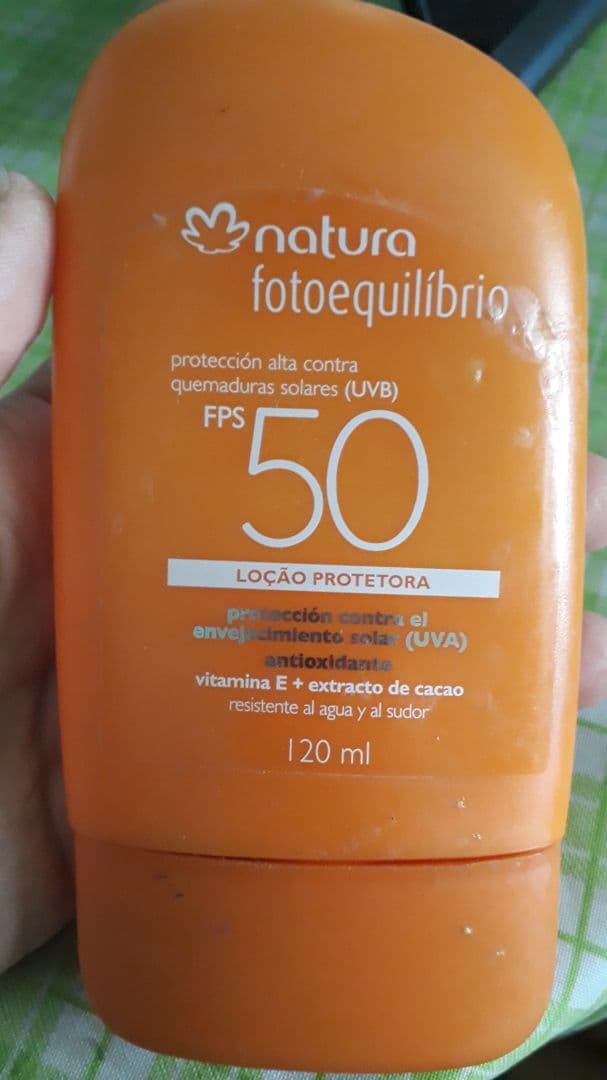 natura
fotoequilíbrio
protección alta contra
quemaduras solares (UVB)
FPS 50
LOÇÃO PROTETORA
protección contra el
envejecimiento solar (UVA)
antioxidante
vitamina E + extracto de cacao
resistente al agua y al sudor
120 ml